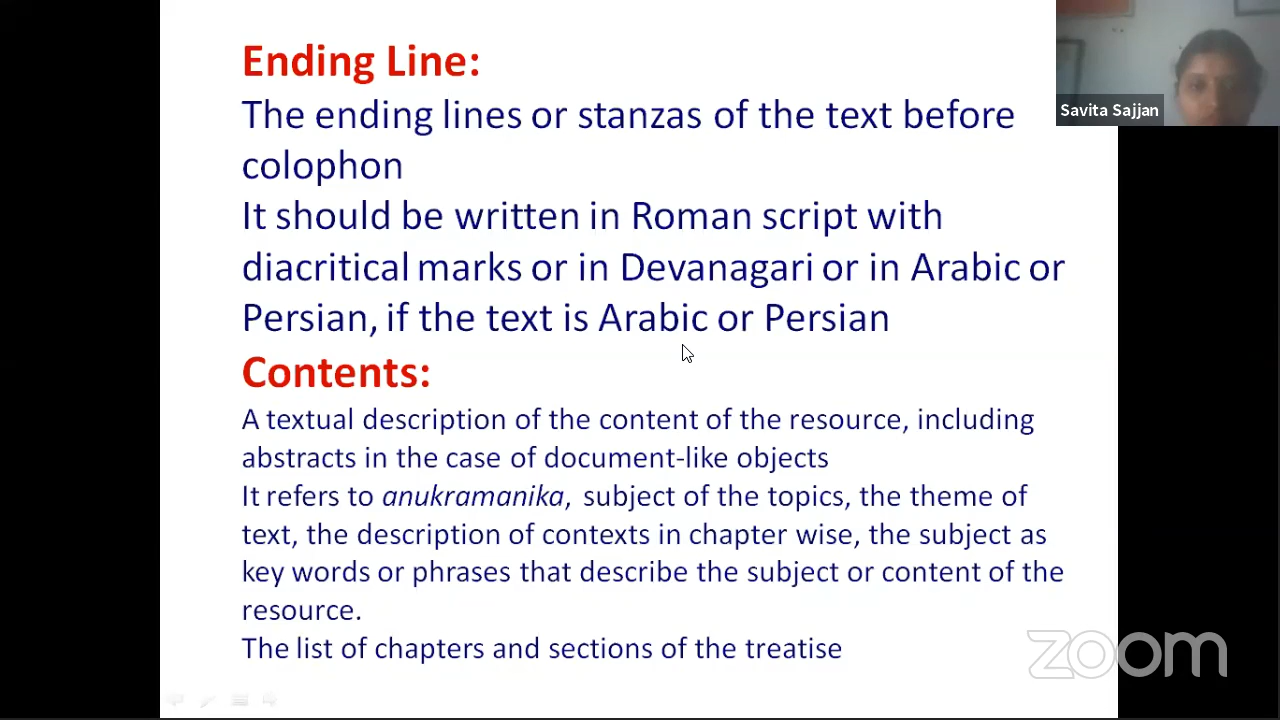 Ending Line:
The ending lines or stanzas of the text before
colophon
It should be written in Roman script with
diacritical marks or in Devanagari or in Arabic or
Persian, if the text is Arabic or Persian
Contents:
A textual description of the content of the resource, including
abstracts in the case of document-like objects
It refers to anukramanika, subject of the topics, the theme of
text, the description of contexts in chapter wise, the subject as
key words or phrases that describe the subject or content of the
resource.
The list of chapters and sections of the treatise
Savita Sajjan
zoom